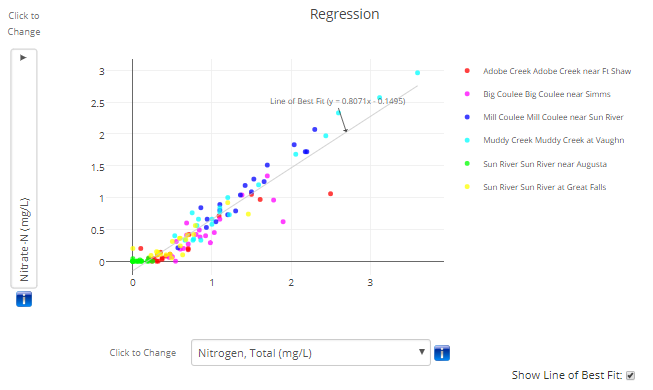 Click to
Change
Regression
▶
Nitrate-N (mg/L)
i
3
2.5
2
1.5
1
0.5
0
0
1
2
3
Line of Best Fit (y = 0.8071x - 0.1495)
Adobe Creek Adobe Creek near Ft Shaw
Big Coulee Big Coulee near Simms
Mill Coulee Mill Coulee near Sun River
Muddy Creek Muddy Creek at Vaughn
Sun River Sun River near Augusta
Sun River Sun River at Great Falls
Click to Change
Nitrogen, Total (mg/L)
▼
i
Show Line of Best Fit: